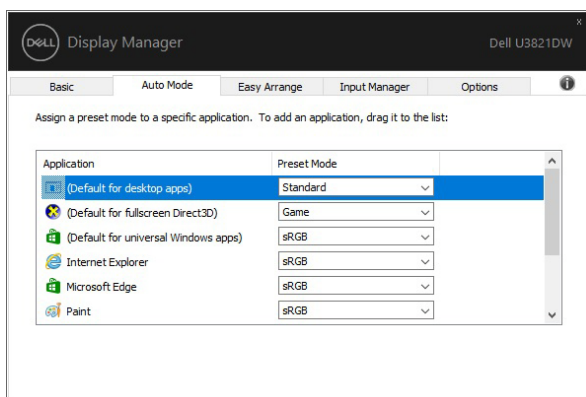 x
DELL Display Manager Dell U3821DW
Basic Auto Mode Easy Arrange Input Manager Options i
Assign a preset mode to a specific application. To add an application, drag it to the list:
Application Preset Mode
(Default for desktop apps) Standard
(Default for fullscreen Direct3D) Game
(Default for universal Windows apps) sRGB
Internet Explorer sRGB
Microsoft Edge sRGB
Paint sRGB